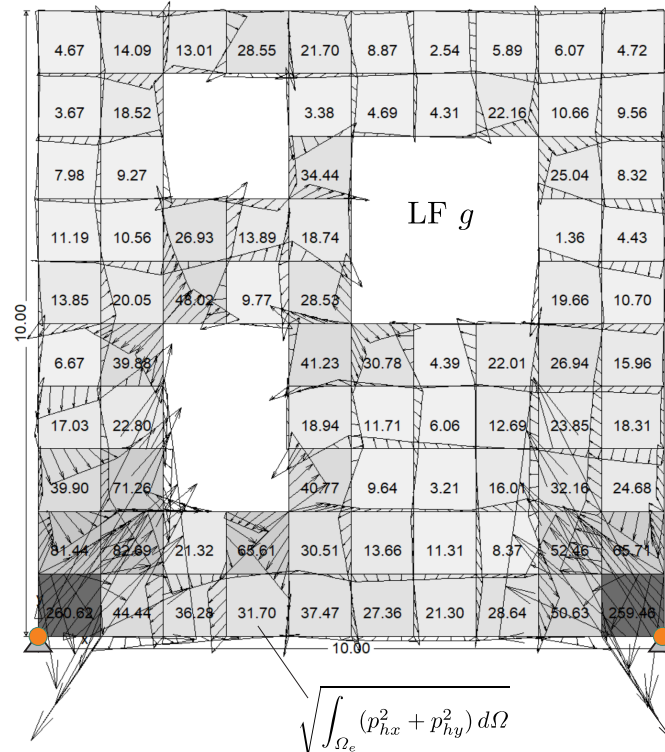 4.67 14.09 13.01 28.55 21.70 8.87 2.54 5.89 6.07 4.72
3.67 18.52 3.38 4.69 4.31 22.16 10.66 9.56
7.98 9.27 34.44 25.04 8.32
LF g
11.19 10.56 26.93 13.89 18.74 1.36 4.43
13.85 20.05 48.02 9.77 28.53 19.66 10.70
10.00
6.67 39.88 41.23 30.78 4.39 22.01 26.94 15.96
17.03 22.80 18.94 11.71 6.06 12.69 23.85 18.31
39.90 71.26 40.77 9.64 3.21 16.01 32.16 24.68
81.44 82.69 21.32 65.61 30.51 13.66 11.31 8.37 52.46 65.71
260.62 44.44 36.28 31.70 37.47 27.36 21.30 28.64 50.63 259.46
10.00
√∫_{Ω_e} (p_{hx}^2 + p_{hy}^2) dΩ